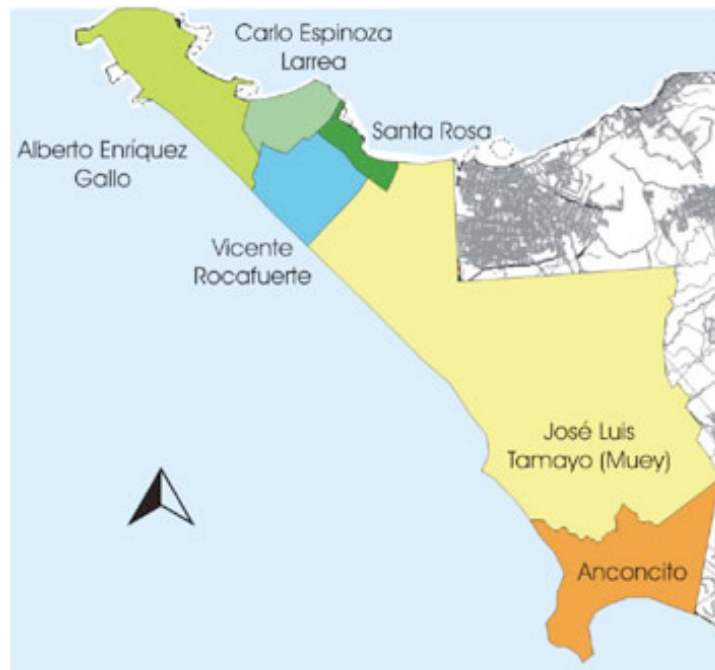 Carlo Espinoza
Larrea
Santa Rosa
Alberto Enríquez
Gallo
Vicente
Rocafuerte
José Luis
Tamayo (Muey)
Anconcito